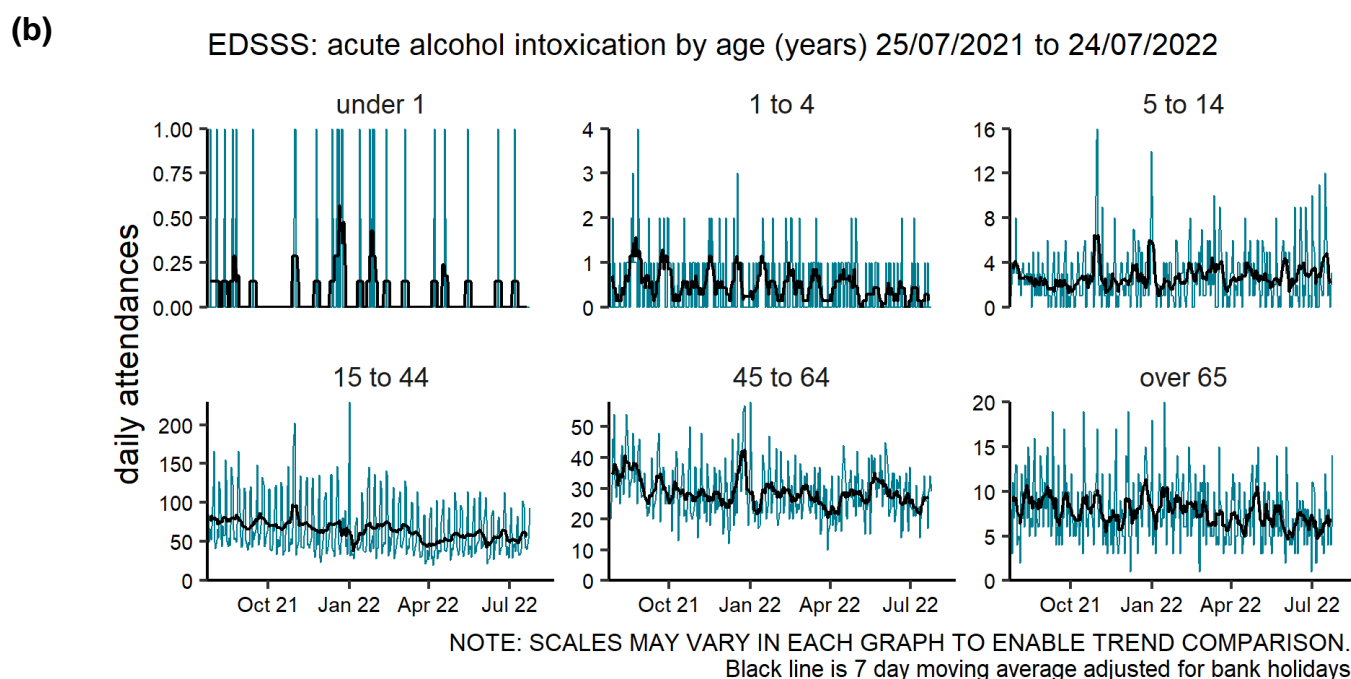 (b)
EDSSS: acute alcohol intoxication by age (years) 25/07/2021 to 24/07/2022
under 1
1 to 4
5 to 14
1.00
0.75
0.50
0.25
0.00
4
3
2
1
0
16
12
8
4
0
daily attendances
15 to 44
45 to 64
over 65
200
150
100
50
0
50
40
30
20
10
0
20
15
10
5
0
Oct 21 Jan 22 Apr 22 Jul 22
Oct 21 Jan 22 Apr 22 Jul 22
Oct 21 Jan 22 Apr 22 Jul 22
NOTE: SCALES MAY VARY IN EACH GRAPH TO ENABLE TREND COMPARISON.
Black line is 7 day moving average adjusted for bank holidays